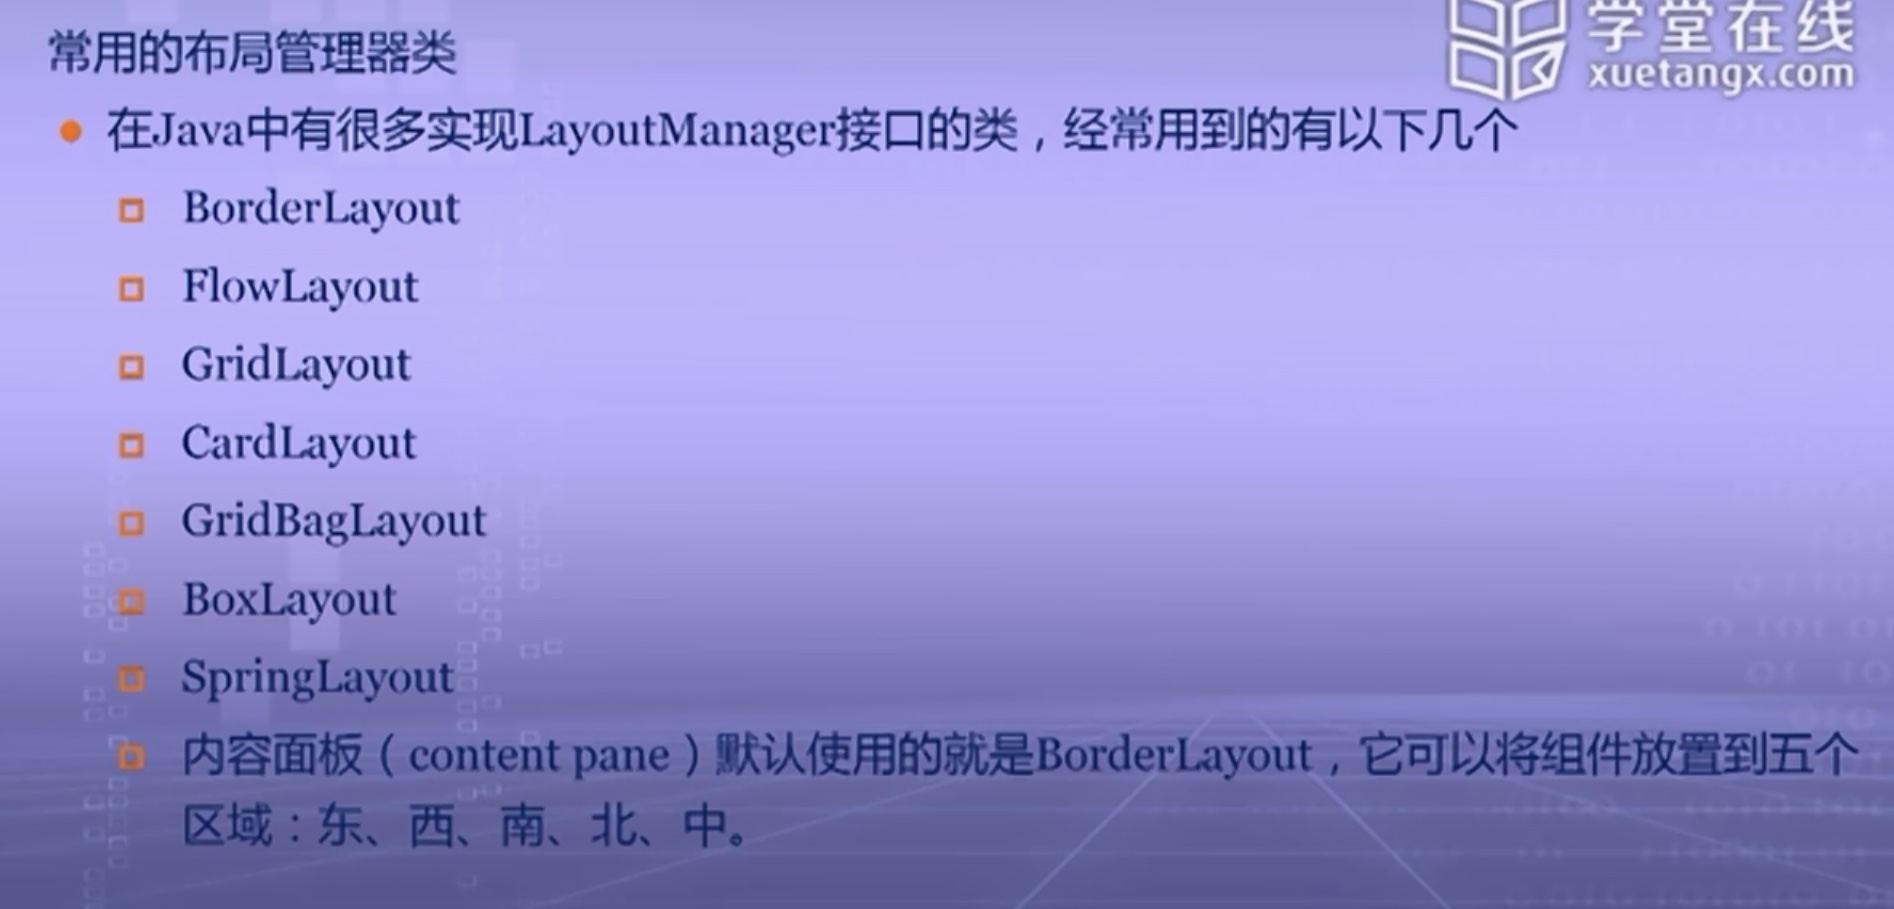 学堂在线
xuetangx.com
常用的布局管理器类
在Java中有很多实现LayoutManager接口的类，经常用到的有以下几个
BorderLayout
FlowLayout
GridLayout
CardLayout
GridBagLayout
BoxLayout
SpringLayout
内容面板（content pane）默认使用的就是BorderLayout，它可以将组件放置到五个
区域：东、西、南、北、中。